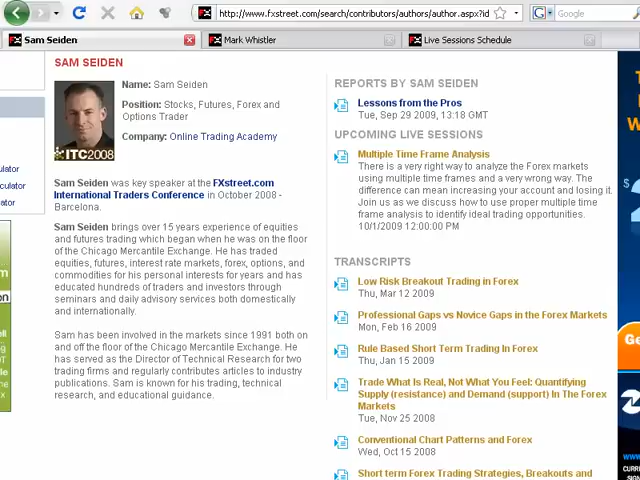 http://www.fxstreet.com/search/contributors/authors/author.aspx?id
Google
Sam Seiden
Mark Whistler
Live Sessions Schedule
SAM SEIDEN
ITC2008
Name: Sam Seiden
Position: Stocks, Futures, Forex and
Options Trader
Company: Online Trading Academy
Sam Seiden was key speaker at the FXstreet.com
International Traders Conference in October 2008 -
Barcelona.
Sam Seiden brings over 15 years experience of equities
and futures trading which began when he was on the floor
of the Chicago Mercantile Exchange. He has traded
equities, futures, interest rate markets, forex, options, and
commodities for his personal interests for years and has
educated hundreds of traders and investors through
seminars and daily advisory services both domestically
and internationally.
Sam has been involved in the markets since 1991 both on
and off the floor of the Chicago Mercantile Exchange. He
has served as the Director of Technical Research for two
trading firms and regularly contributes articles to industry
publications. Sam is known for his trading, technical
research, and educational guidance.
REPORTS BY SAM SEIDEN
Lessons from the Pros
Tue, Sep 29 2009, 13:18 GMT
UPCOMING LIVE SESSIONS
Multiple Time Frame Analysis
There is a very right way to analyze the Forex markets
using multiple time frames and a very wrong way. The
difference can mean increasing your account and losing it.
Join us as we discuss how to use proper multiple time
frame analysis to identify ideal trading opportunities.
10/1/2009 12:00:00 PM
TRANSCRIPTS
Low Risk Breakout Trading in Forex
Thu, Mar 12 2009
Professional Gaps vs Novice Gaps in the Forex Markets
Mon, Feb 16 2009
Rule Based Short Term Trading In Forex
Thu, Jan 15 2009
Trade What Is Real, Not What You Feel: Quantifying
Supply (resistance) and Demand (support) In The Forex
Markets
Tue, Nov 25 2008
Conventional Chart Patterns and Forex
Wed, Oct 15 2008
Short term Forex Trading Strategies, Breakouts and
ulator
culator
ator
$
Ge
www
CURR